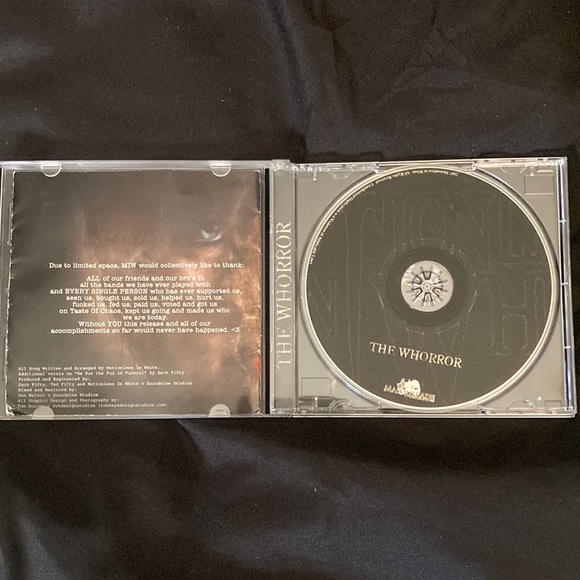 Due to limited space, MIW would collectively like to thank:
ALL of our friends and our bro's in
all the bands we have ever played with
and EVERY SINGLE PERSON who has ever supported us,
seen us, bought us, sold us, helped us, hurt us,
fucked us, fed us, paid us, voted and got us
on Taste Of Chaos, kept us going and made us who
we are today.
Without YOU this release and all of our
accomplishments so far would never have happened. <3
All Song Written and Arranged by Motionless In White.
Additional vocals on "We Put the Fun in Funeral" by Zach Fifty
Produced and Engineered by:
Zach Fifty, Ted Fifty and Motionless In White @ Soundmine Studios
Mixed and Mastered by:
Dan Malsch @ Soundmine Studios
All Graphic Design and Photography by:
THE WHORROR
THE WHORROR